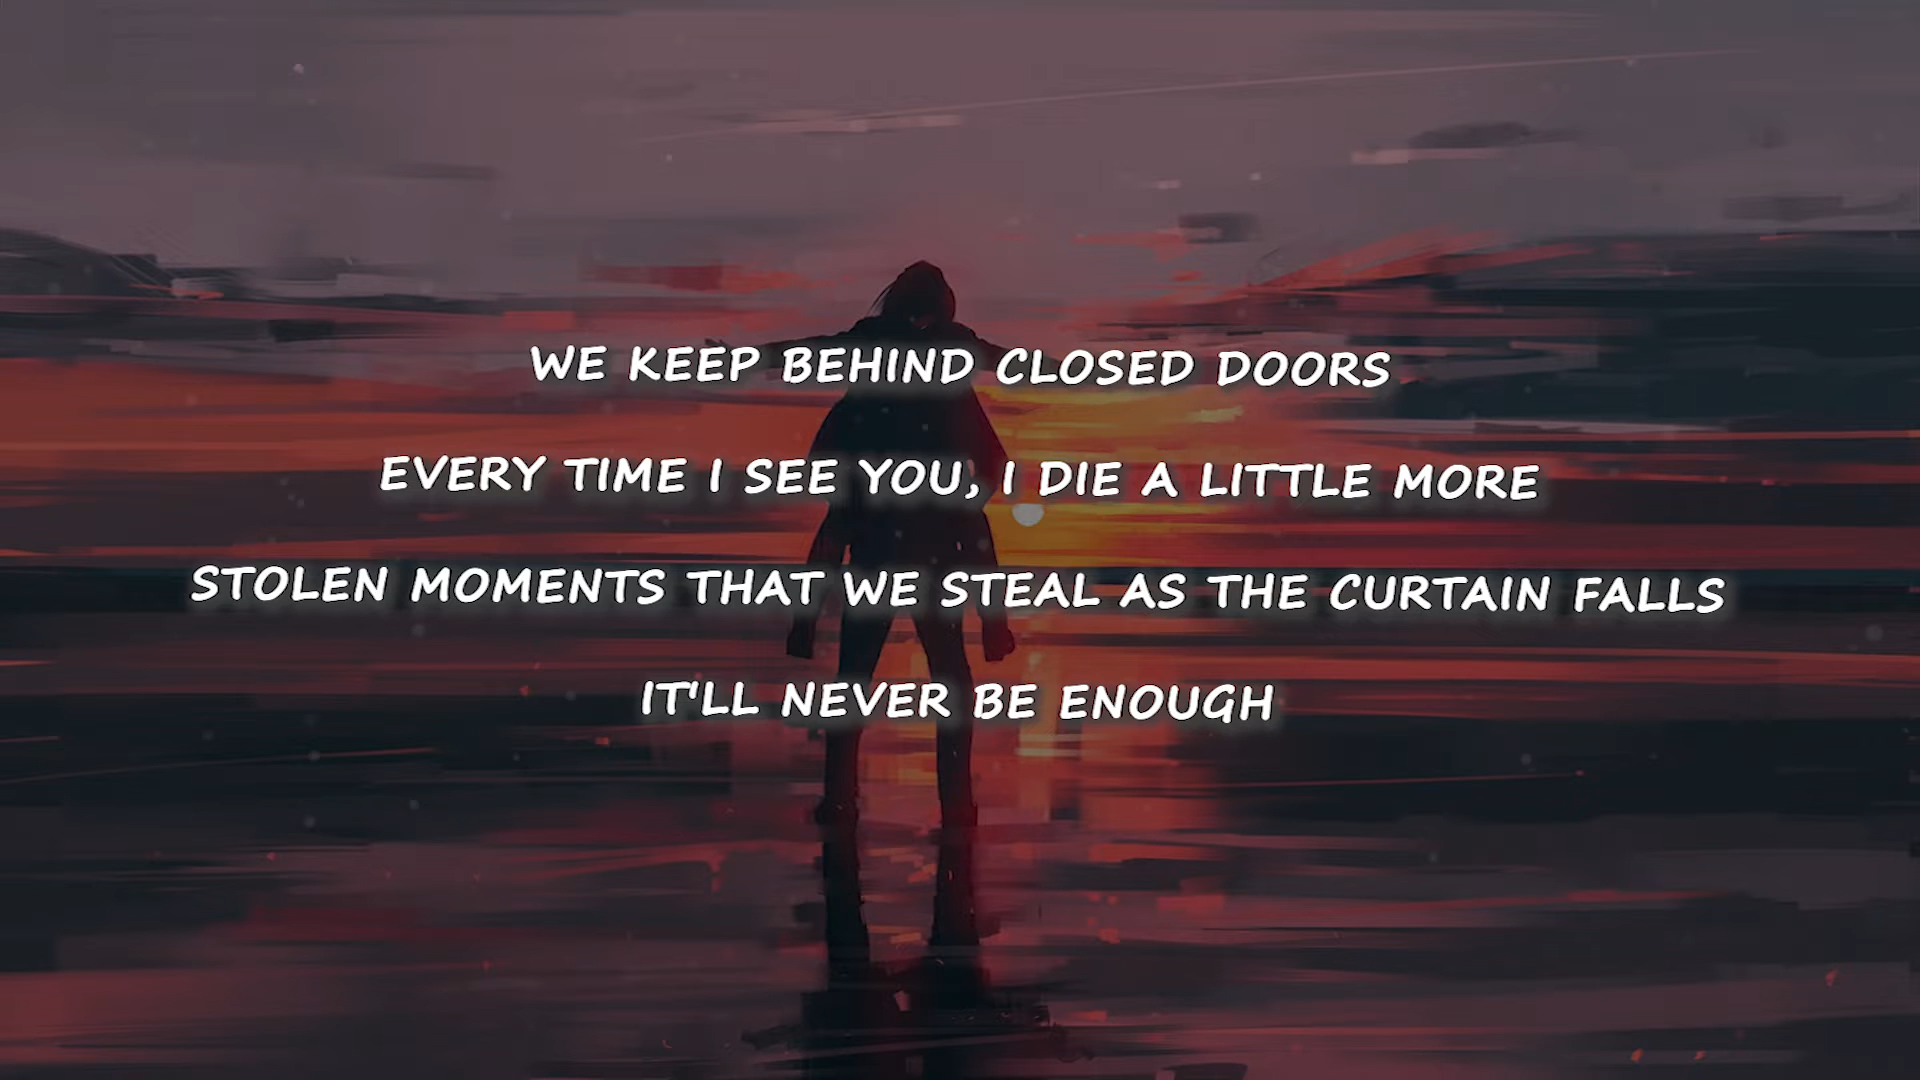 WE KEEP BEHIND CLOSED DOORS
EVERY TIME I SEE YOU, I DIE A LITTLE MORE
STOLEN MOMENTS THAT WE STEAL AS THE CURTAIN FALLS
IT'LL NEVER BE ENOUGH